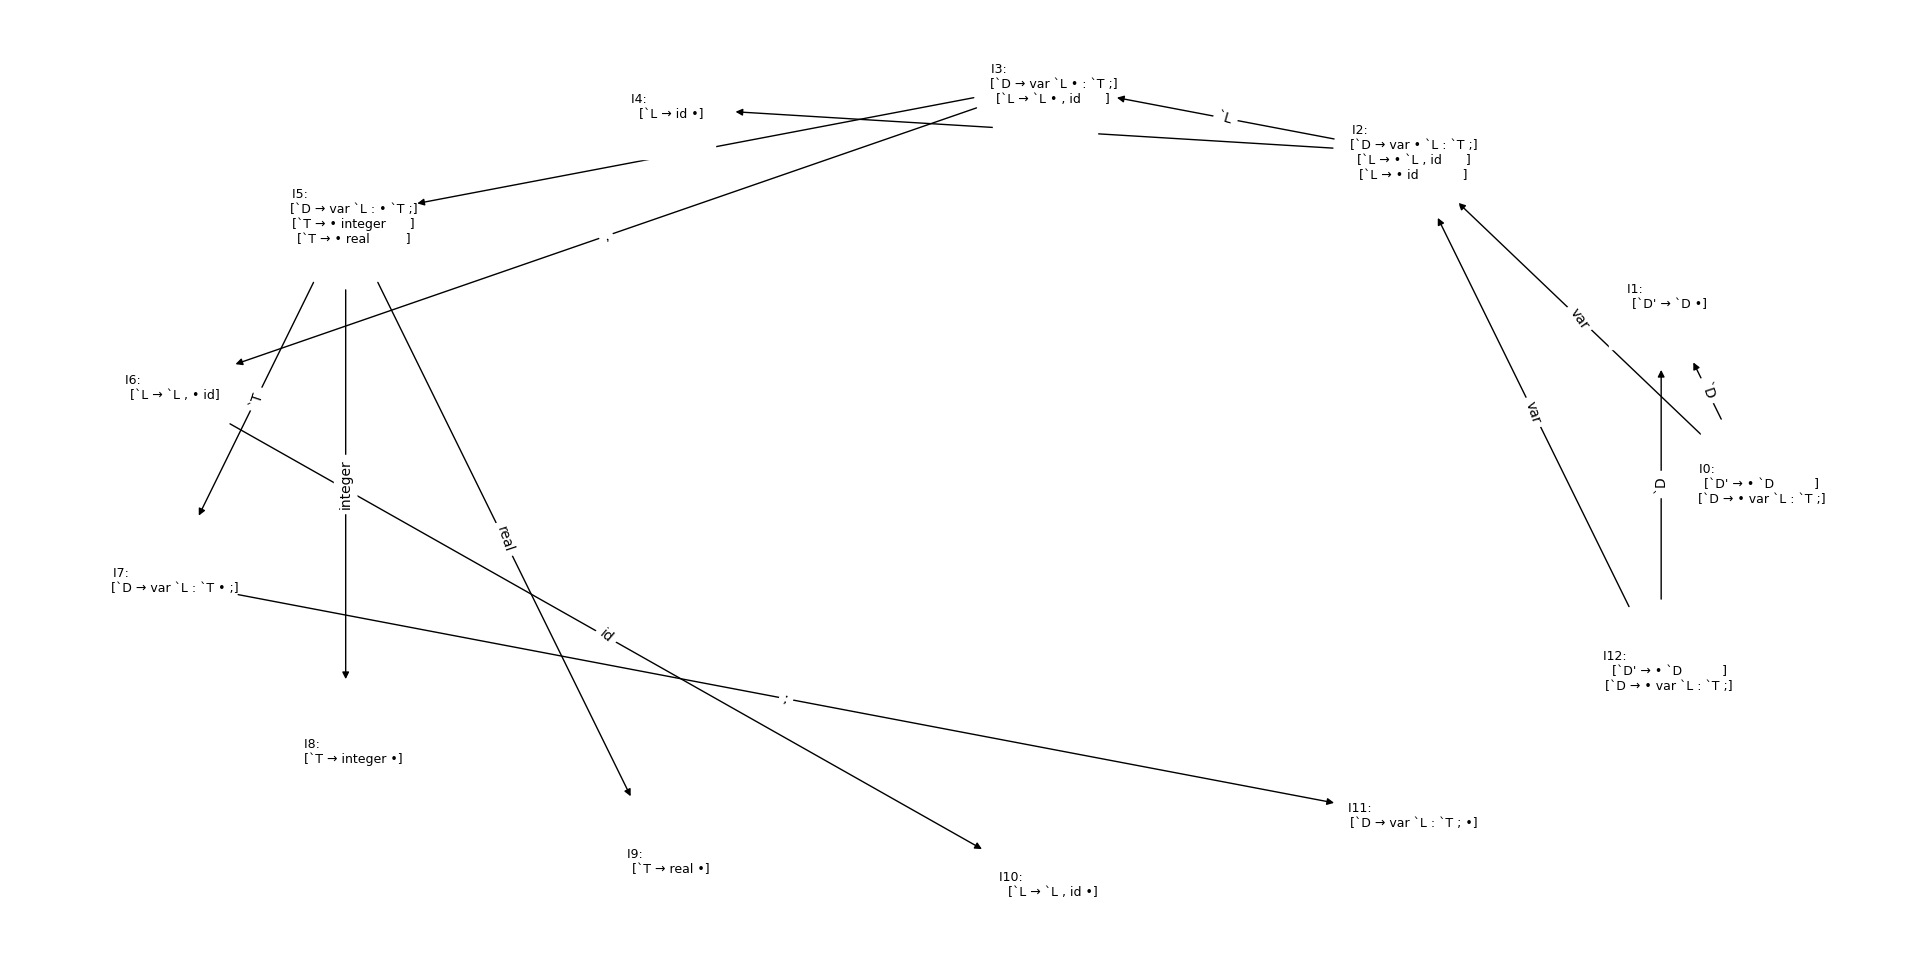 I3:
[`D → var `L • : `T ;]
[`L → `L • , id ]
I4:
[`L → id •]
`L
I2:
[`D → var • `L : `T ;]
[`L → • `L , id ]
[`L → • id ]
I5:
[`D → var `L : • `T ;]
[`T → • integer ]
[`T → • real ]
,
I1:
[`D' → `D •]
var
I6:
[`L → `L , • id]
`T
`D
var
I0:
[`D' → • `D ]
[`D → • var `L : `T ;]
integer
`D
real
I7:
[`D → var `L : `T • ;]
id
I12:
[`D' → • `D ]
[`D → • var `L : `T ;]
;
I8:
[`T → integer •]
I11:
[`D → var `L : `T ; •]
I9:
[`T → real •]
I10:
[`L → `L , id •]